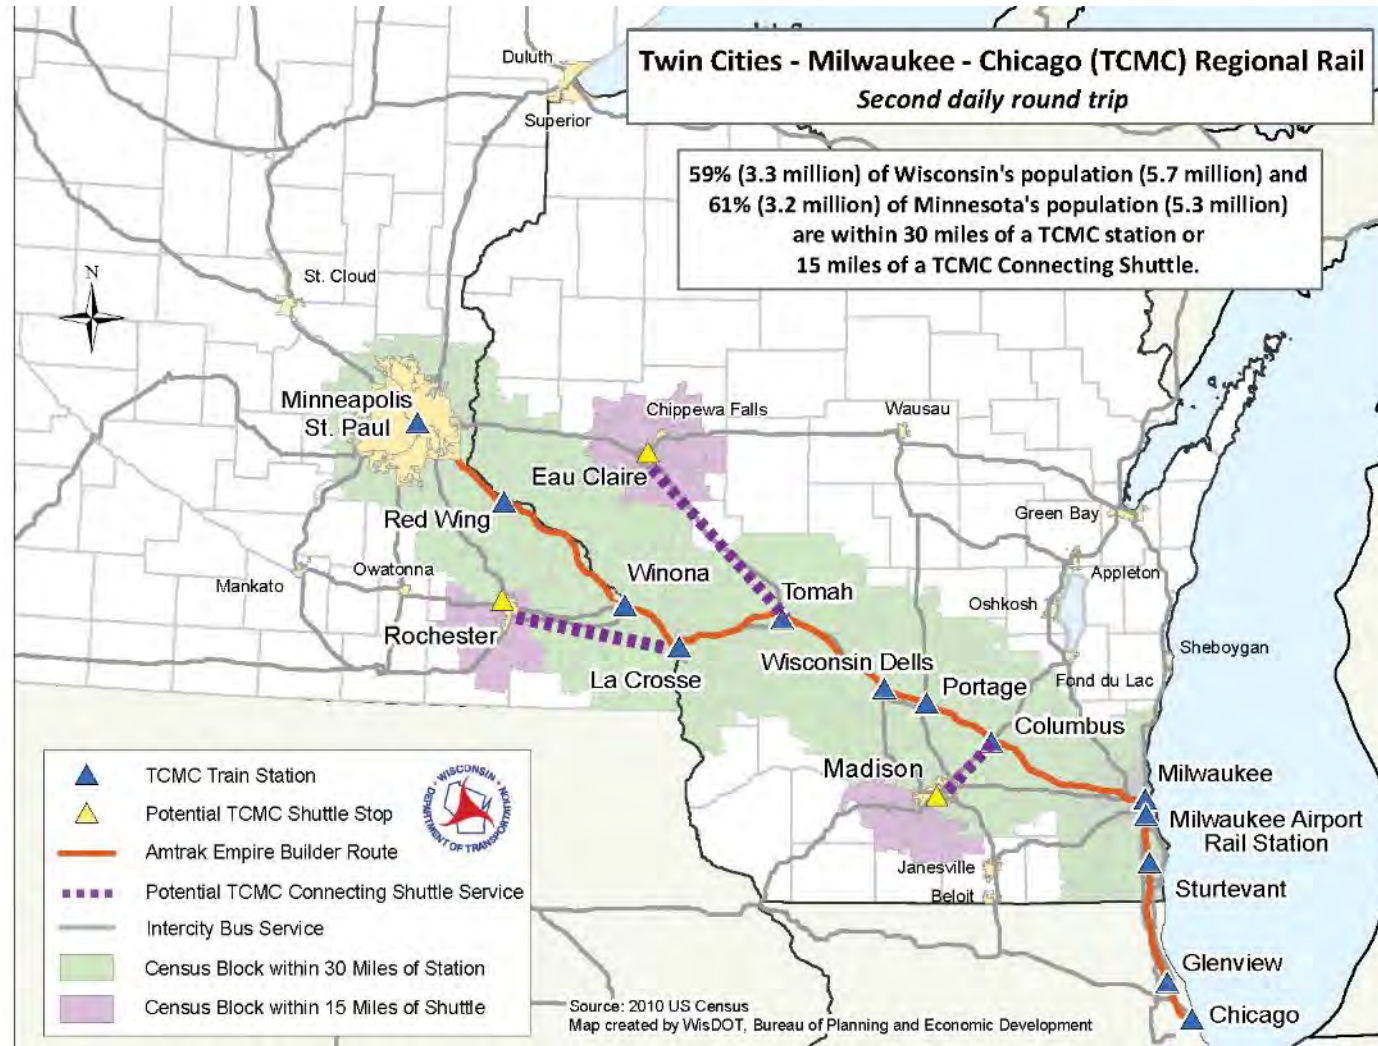 Duluth
Superior
Twin Cities - Milwaukee - Chicago (TCMC) Regional Rail
Second daily round trip
59% (3.3 million) of Wisconsin's population (5.7 million) and
61% (3.2 million) of Minnesota's population (5.3 million)
are within 30 miles of a TCMC station or
15 miles of a TCMC Connecting Shuttle.
N
St. Cloud
Minneapolis
St. Paul
Chippewa Falls
Wausau
Eau Claire
Red Wing
Green Bay
Mankato
Owatonna
Winona
Tomah
Appleton
Oshkosh
Rochester
Sheboygan
La Crosse
Wisconsin Dells
Portage
Fond du Lac
Columbus
Madison
Milwaukee
Milwaukee Airport
Rail Station
Janesville
Beloit
Sturtevant
Glenview
Chicago
TCMC Train Station
Potential TCMC Shuttle Stop
Amtrak Empire Builder Route
Potential TCMC Connecting Shuttle Service
Intercity Bus Service
Census Block within 30 Miles of Station
Census Block within 15 Miles of Shuttle
WISCONSIN
DEPARTMENT OF TRANSPORTATION
Source: 2010 US Census
Map created by WisDOT, Bureau of Planning and Economic Development